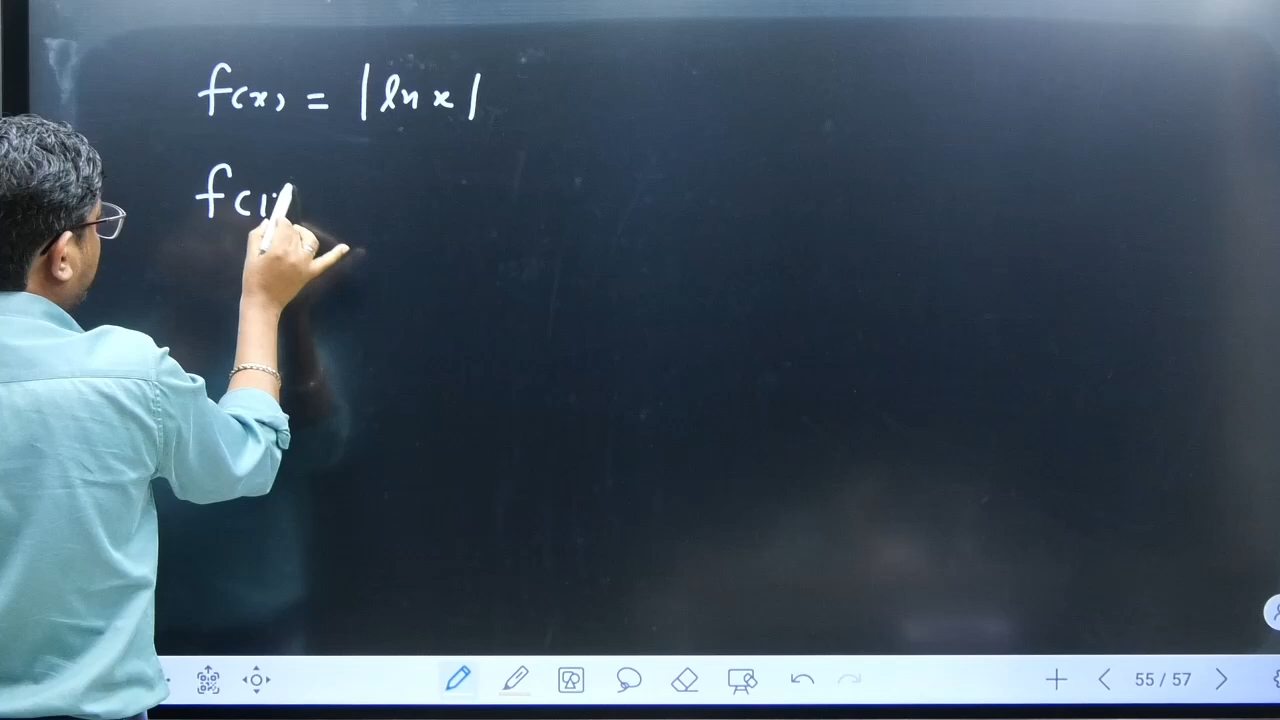 f(x) = |ln x|
f(1
55 / 57